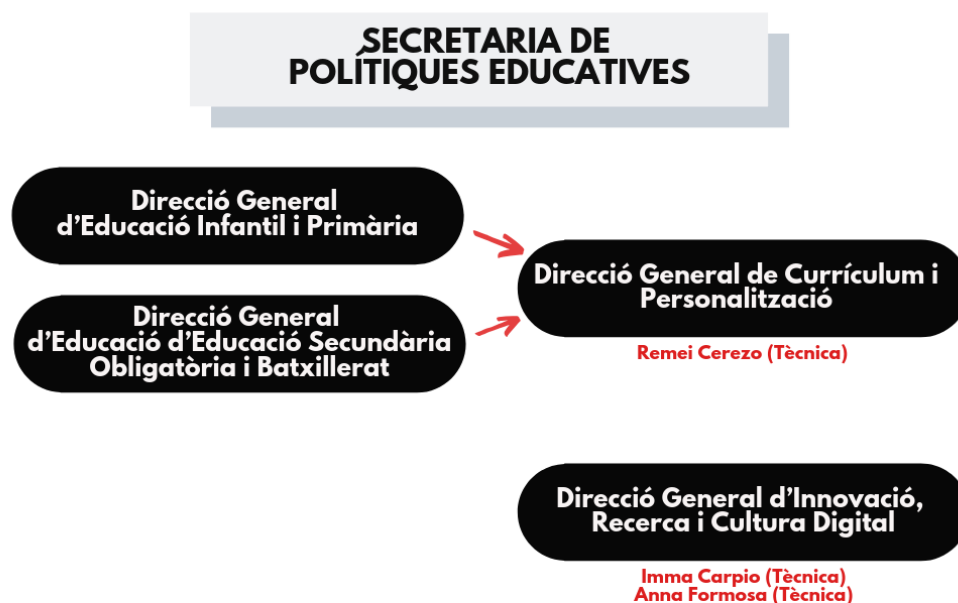 SECRETARIA DE
POLÍTIQUES EDUCATIVES
Direcció General
d’Educació Infantil i Primària
Direcció General
d’Educació d’Educació Secundària
Obligatòria i Batxillerat
Direcció General de Currículum i
Personalització
Remei Cerezo (Tècnica)
Direcció General d’Innovació,
Recerca i Cultura Digital
Imma Carpio (Tècnica)
Anna Formosa (Tècnica)